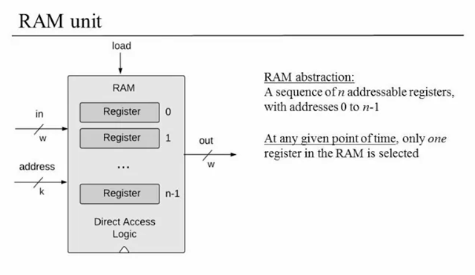 RAM unit
load
RAM
Register 0
in
w
Register 1
out
w
...
address
k
Register n-1
Direct Access
Logic
RAM abstraction:
A sequence of n addressable registers,
with addresses 0 to n-1
At any given point of time, only one
register in the RAM is selected